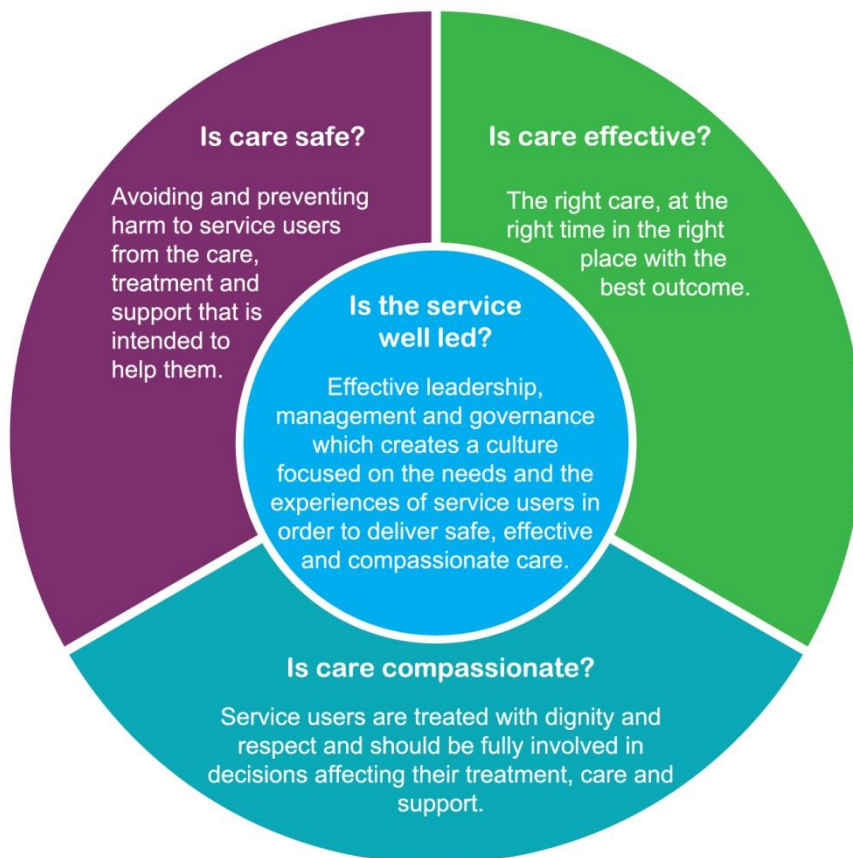 Is care safe?
Avoiding and preventing
harm to service users
from the care,
treatment and
support that is
intended to
help them.
Is care effective?
The right care, at the
right time in the right
place with the
best outcome.
Is the service
well led?
Effective leadership,
management and governance
which creates a culture
focused on the needs and the
experiences of service users in
order to deliver safe, effective
and compassionate care.
Is care compassionate?
Service users are treated with dignity and
respect and should be fully involved in
decisions affecting their treatment, care and
support.